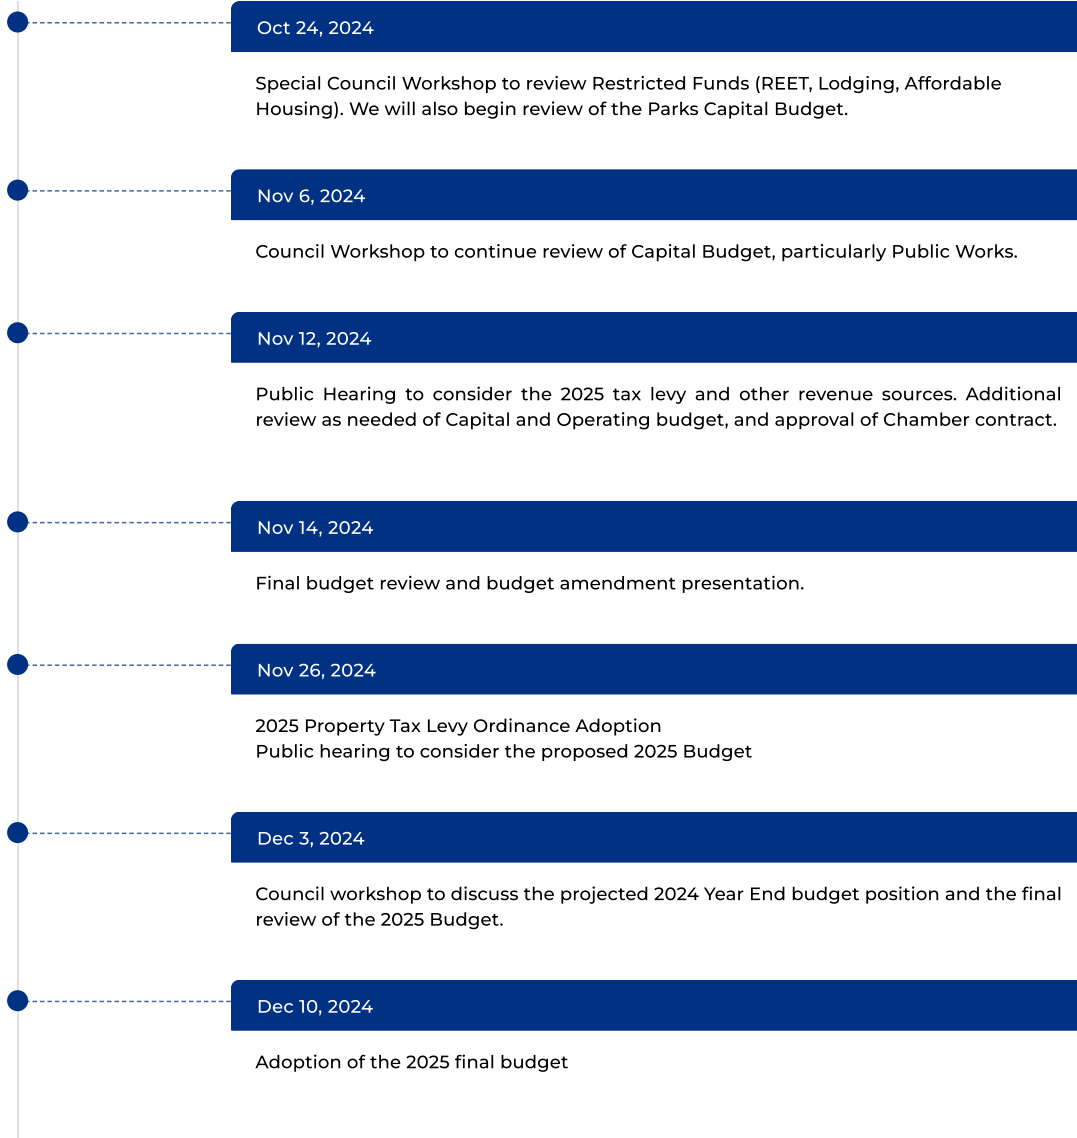 Oct 24, 2024
Special Council Workshop to review Restricted Funds (REET, Lodging, Affordable
Housing). We will also begin review of the Parks Capital Budget.
Nov 6, 2024
Council Workshop to continue review of Capital Budget, particularly Public Works.
Nov 12, 2024
Public Hearing to consider the 2025 tax levy and other revenue sources. Additional
review as needed of Capital and Operating budget, and approval of Chamber contract.
Nov 14, 2024
Final budget review and budget amendment presentation.
Nov 26, 2024
2025 Property Tax Levy Ordinance Adoption
Public hearing to consider the proposed 2025 Budget
Dec 3, 2024
Council workshop to discuss the projected 2024 Year End budget position and the final
review of the 2025 Budget.
Dec 10, 2024
Adoption of the 2025 final budget